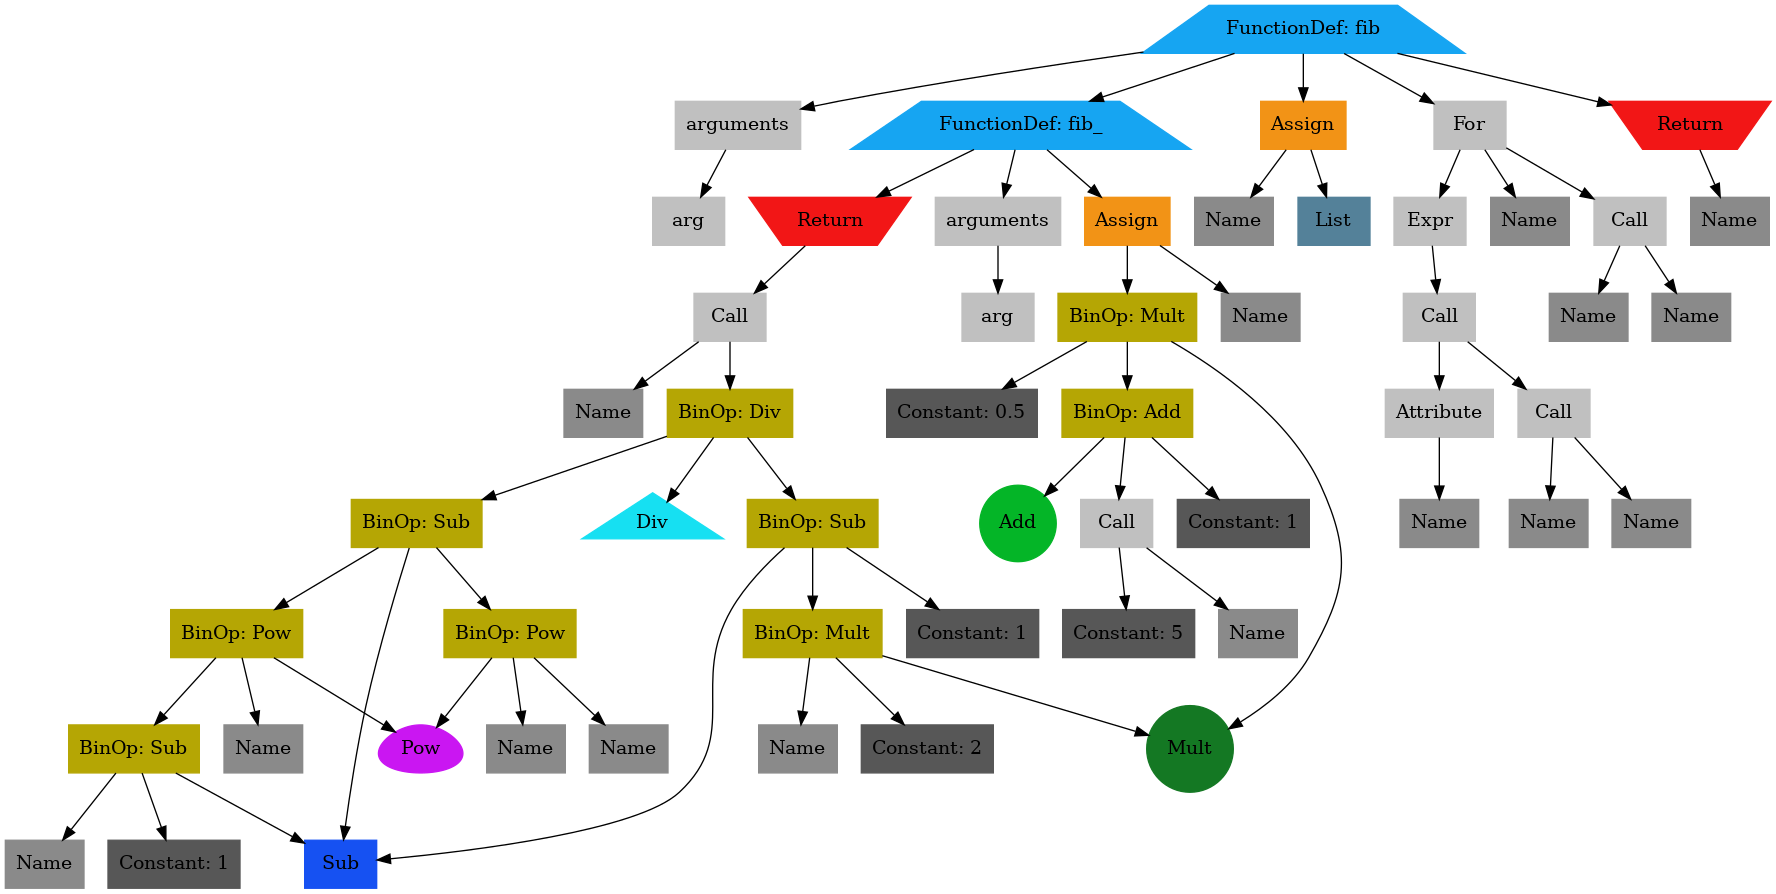 FunctionDef: fib
arguments
FunctionDef: fib_
Assign
For
Return
arg
Return
arguments
Assign
Name
List
Expr
Name
Call
Name
Call
arg
BinOp: Mult
Name
Call
Name
Name
Name
BinOp: Div
Constant: 0.5
BinOp: Add
Attribute
Call
BinOp: Sub
Div
BinOp: Sub
Add
Call
Constant: 1
Name
Name
Name
BinOp: Pow
BinOp: Pow
BinOp: Mult
Constant: 1
Constant: 5
Name
BinOp: Sub
Name
Pow
Name
Name
Name
Constant: 2
Mult
Name
Constant: 1
Sub